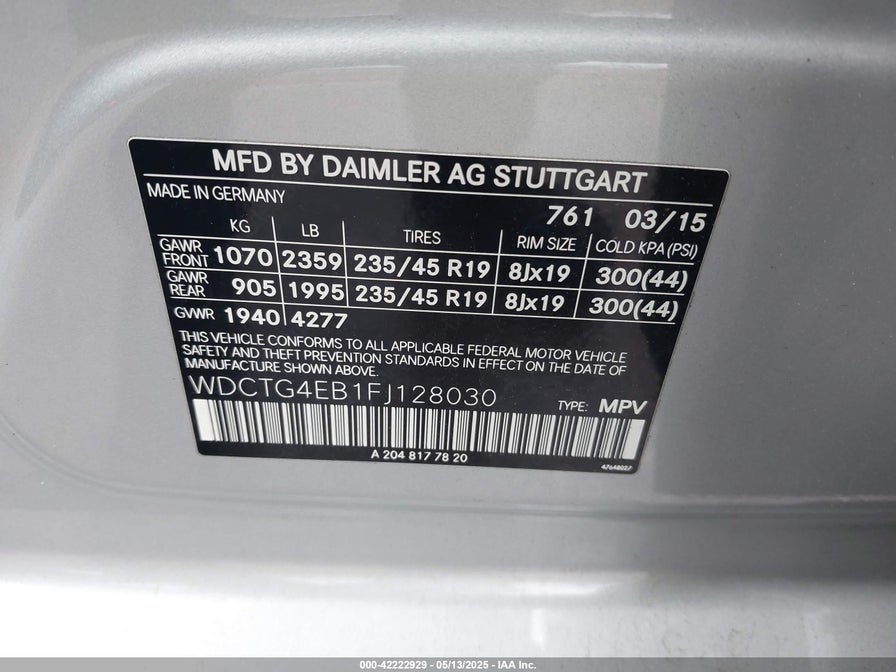 MFD BY DAIMLER AG STUTTGART
MADE IN GERMANY
761 03/15
KG LB TIRES RIM SIZE COLD KPA (PSI)
GAWR FRONT 1070 2359 235/45 R19 8Jx19 300(44)
GAWR REAR 905 1995 235/45 R19 8Jx19 300(44)
GVWR 1940 4277
THIS VEHICLE CONFORMS TO ALL APPLICABLE FEDERAL MOTOR VEHICLE
SAFETY AND THEFT PREVENTION STANDARDS IN EFFECT ON THE DATE OF
MANUFACTURE SHOWN ABOVE.
WDCTG4EB1FJ128030
TYPE: MPV
A 204 817 78 20
47648027
000-42222929 - 05/13/2025 - IAA Inc.